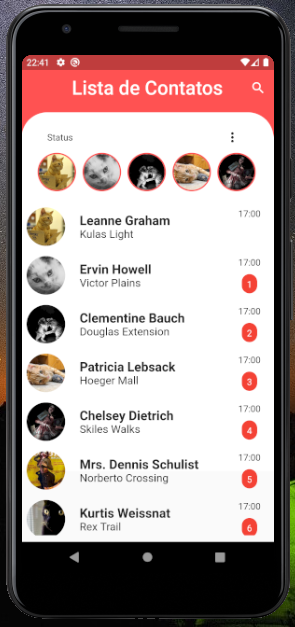 22:41
Lista de Contatos
Status
Leanne Graham
17:00
Kulas Light
Ervin Howell
17:00
Victor Plains
1
Clementine Bauch
17:00
Douglas Extension
2
Patricia Lebsack
17:00
Hoeger Mall
3
Chelsey Dietrich
17:00
Skiles Walks
4
Mrs. Dennis Schulist
17:00
Norberto Crossing
5
Kurtis Weissnat
17:00
Rex Trail
6